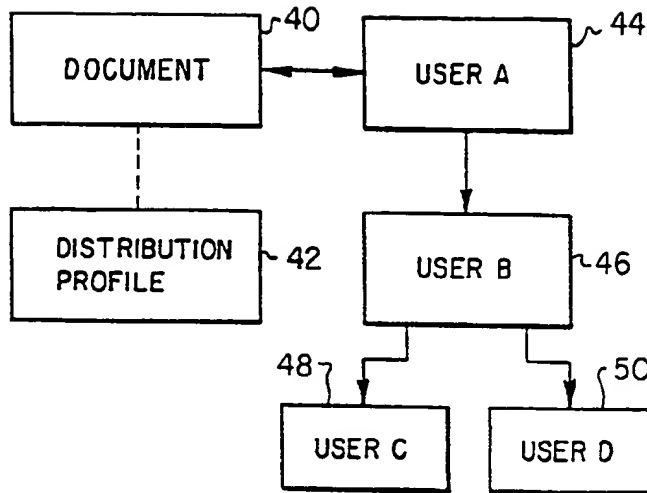 40
44
DOCUMENT
USER A
DISTRIBUTION
PROFILE
42
USER B
46
48
50
USER C
USER D